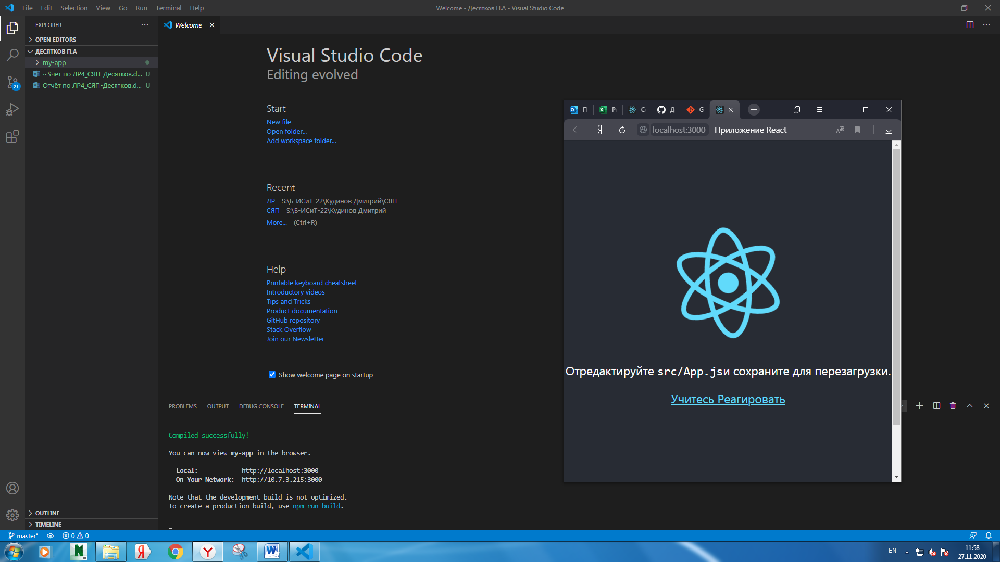 File Edit Selection View Go Run Terminal Help
Welcome - Десятков П.А - Visual Studio Code
EXPLORER
OPEN EDITORS
ДЕСЯТКОВ П.А
my-app
~$чёт по ЛР4_СЯП-Десятков.d... U
Отчёт по ЛР4_СЯП-Десятков.d... U
21
OUTLINE
TIMELINE
Welcome
Visual Studio Code
Editing evolved
Start
New file
Open folder...
Add workspace folder...
Recent
ЛР S:\Б-ИСиТ-22\Кудинов Дмитрий\СЯП
СЯП S:\Б-ИСиТ-22\Кудинов Дмитрий
More... (Ctrl+R)
Help
Printable keyboard cheatsheet
Introductory videos
Tips and Tricks
Product documentation
GitHub repository
Stack Overflow
Join our Newsletter
Show welcome page on startup
PROBLEMS OUTPUT DEBUG CONSOLE TERMINAL
Compiled successfully!
You can now view my-app in the browser.
Local: http://localhost:3000
On Your Network: http://10.7.3.215:3000
Note that the development build is not optimized.
To create a production build, use npm run build.
П Д G
localhost:3000 Приложение React
Отредактируйте src/App.jsи сохраните для перезагрузки.
Учитесь Реагировать
master* 0 0
EN
11:58
27.11.2020